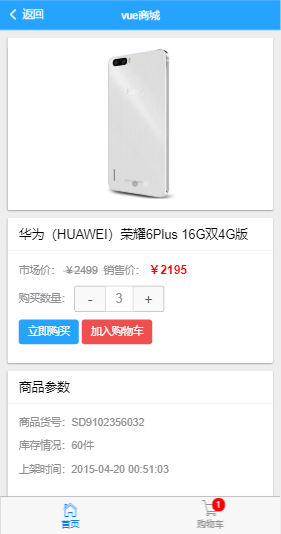 返回 vue商城
华为（HUAWEI）荣耀6Plus 16G双4G版
市场价： ¥2499 销售价： ¥2195
购买数量： - 3 +
立即购买 加入购物车
商品参数
商品货号： SD9102356032
库存情况： 60件
上架时间： 2015-04-20 00:51:03
1
首页 购物车